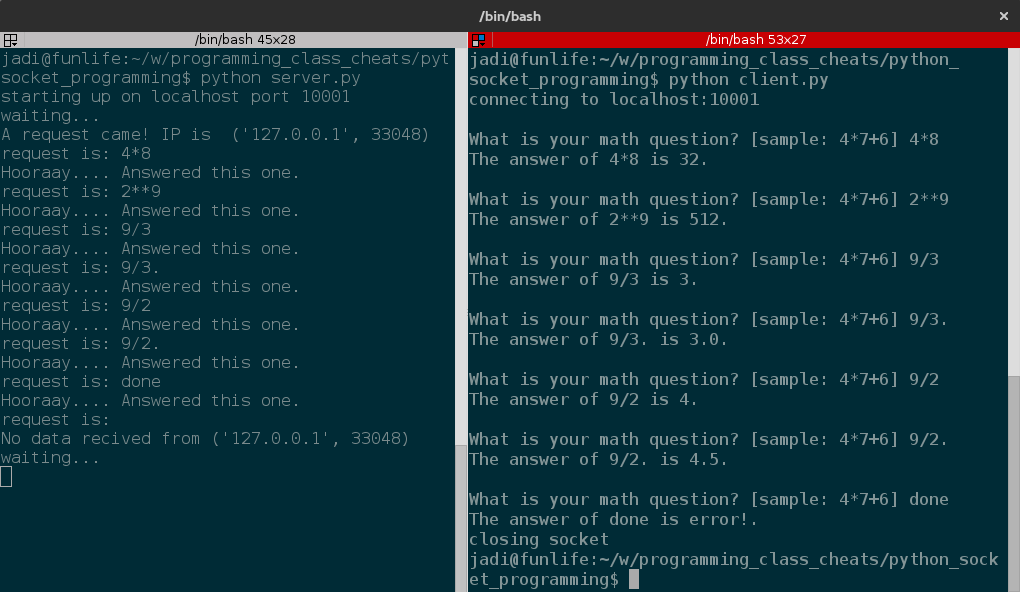 /bin/bash
/bin/bash 45x28
jadi@funlife:~/w/programming_class_cheats/pyt
socket_programming$ python server.py
starting up on localhost port 10001
waiting...
A request came! IP is  ('127.0.0.1', 33048)
request is: 4*8
Hooraay.... Answered this one.
request is: 2**9
Hooraay.... Answered this one.
request is: 9/3
Hooraay.... Answered this one.
request is: 9/3.
Hooraay.... Answered this one.
request is: 9/2
Hooraay.... Answered this one.
request is: 9/2.
Hooraay.... Answered this one.
request is: done
Hooraay.... Answered this one.
request is:
No data recived from ('127.0.0.1', 33048)
waiting...
/bin/bash 53x27
jadi@funlife:~/w/programming_class_cheats/python_
socket_programming$ python client.py
connecting to localhost:10001
What is your math question? [sample: 4*7+6] 4*8
The answer of 4*8 is 32.
What is your math question? [sample: 4*7+6] 2**9
The answer of 2**9 is 512.
What is your math question? [sample: 4*7+6] 9/3
The answer of 9/3 is 3.
What is your math question? [sample: 4*7+6] 9/3.
The answer of 9/3. is 3.0.
What is your math question? [sample: 4*7+6] 9/2
The answer of 9/2 is 4.
What is your math question? [sample: 4*7+6] 9/2.
The answer of 9/2. is 4.5.
What is your math question? [sample: 4*7+6] done
The answer of done is error!.
closing socket
jadi@funlife:~/w/programming_class_cheats/python_sock
et_programming$